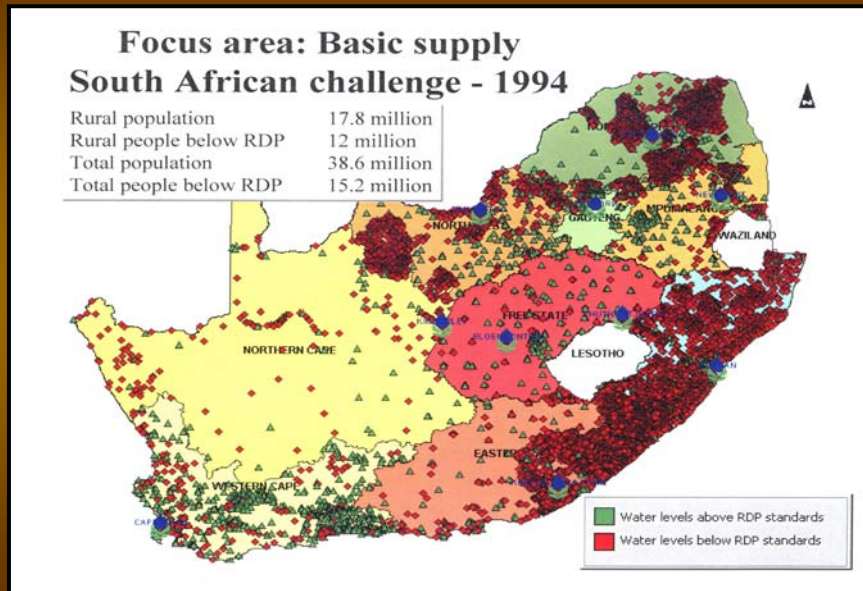 Focus area: Basic supply
South African challenge - 1994
Rural population 17.8 million
Rural people below RDP 12 million
Total population 38.6 million
Total people below RDP 15.2 million
GAUTENG
WAZILAND
NORTHERN CAPE
FREE STATE
LESOTHO
WESTERN CAPE
Water levels above RDP standards
Water levels below RDP standards